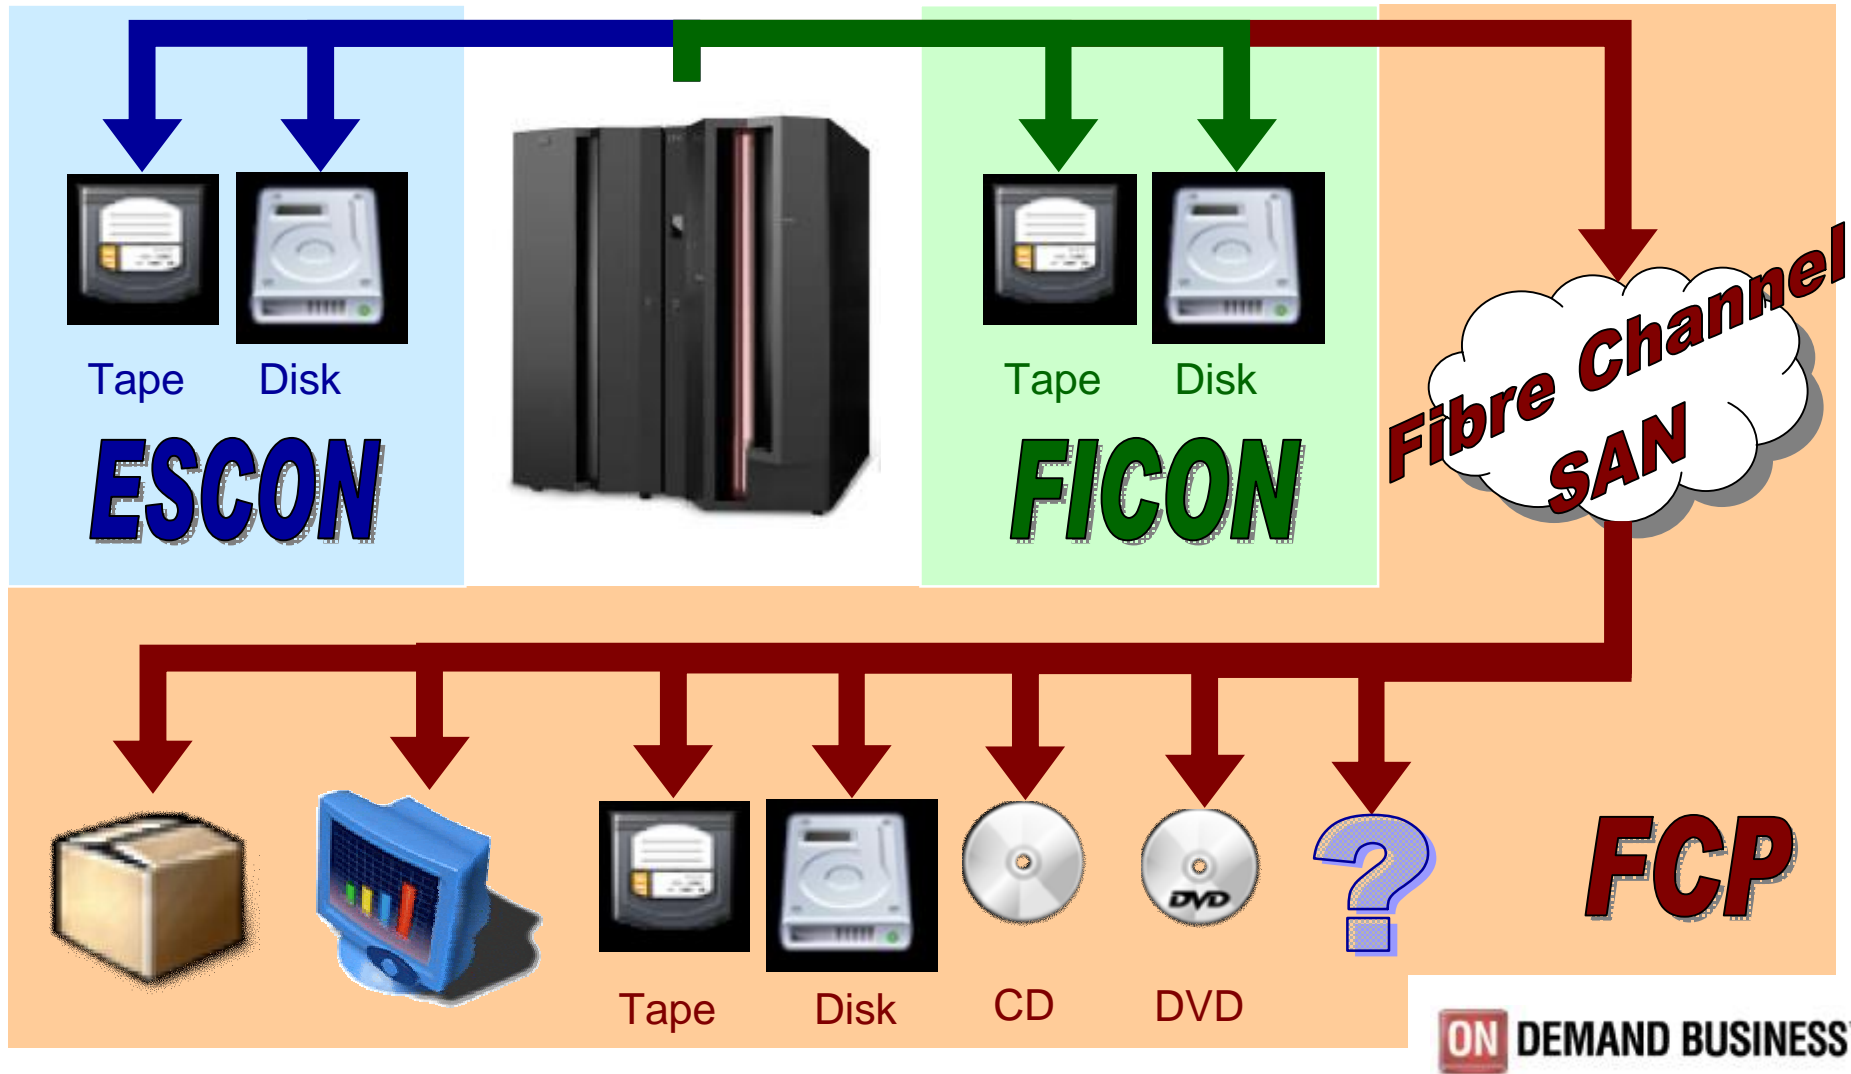 Tape
Disk
ESCON
Tape
Disk
FICON
Fibre Channel
SAN
?
DVD
FCP
Tape
Disk
CD
DVD
ON DEMAND BUSINESS